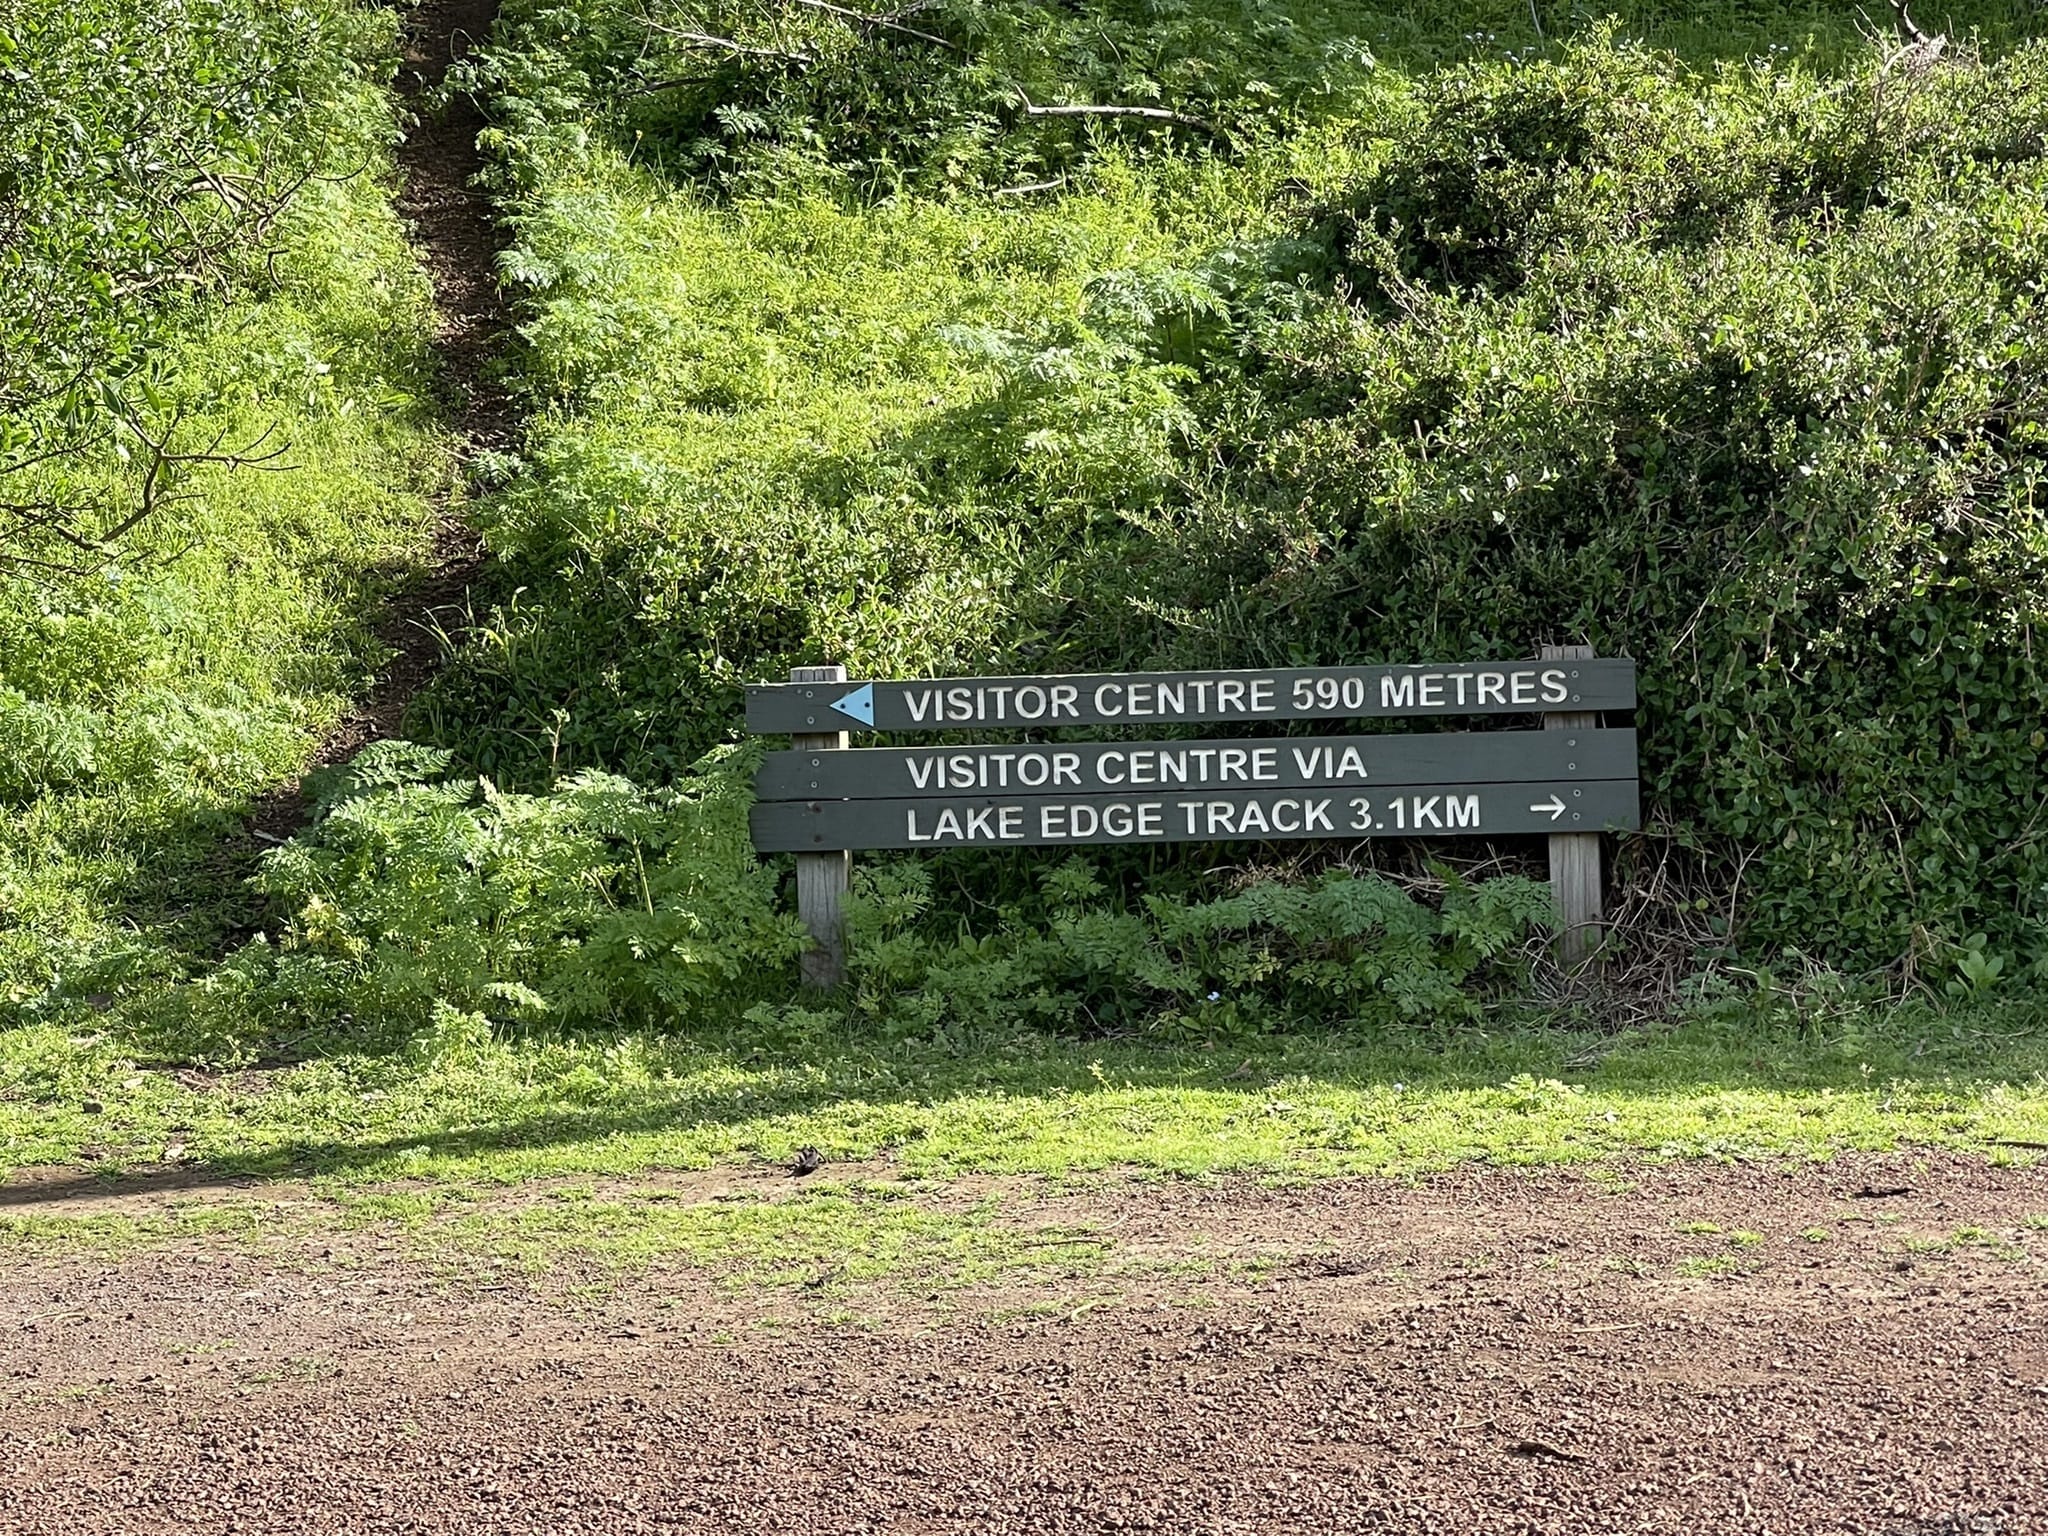 VISITOR CENTRE 590 METRES
VISITOR CENTRE VIA
LAKE EDGE TRACK 3.1KM →